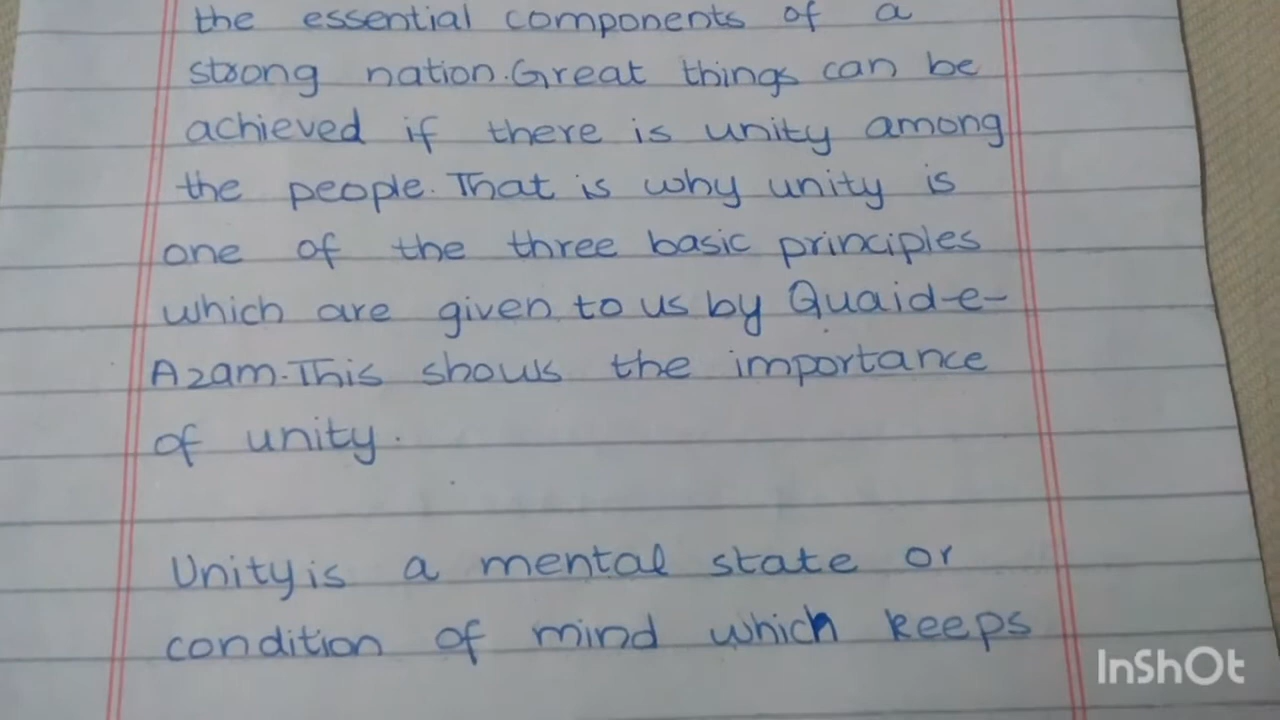 the essential components of a
strong nation.Great things can be
achieved if there is unity among
the people. That is why unity is
one of the three basic principles
which are given to us by Quaid-e-
Azam.This shows the importance
of unity.
Unity is a mental state or
condition of mind which keeps
InShOt